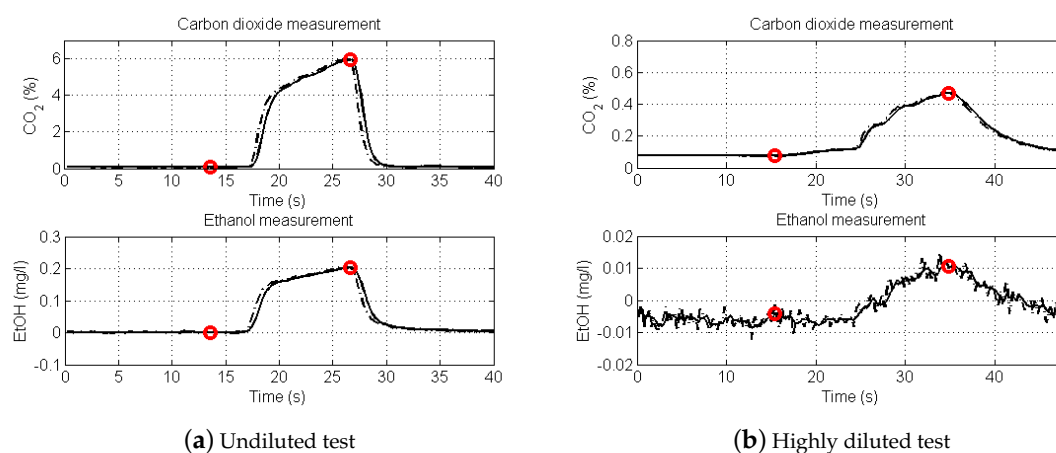 Carbon dioxide measurement
6
4
2
0
CO2 (%)
0 5 10 15 20 25 30 35 40
Time (s)
Ethanol measurement
0.3
0.2
0.1
0
-0.1
EtOH (mg/l)
0 5 10 15 20 25 30 35 40
Time (s)
(a) Undiluted test
Carbon dioxide measurement
0.8
0.6
0.4
0.2
0
CO2 (%)
0 10 20 30 40
Time (s)
Ethanol measurement
0.02
0.01
0
-0.01
-0.02
EtOH (mg/l)
0 10 20 30 40
Time (s)
(b) Highly diluted test